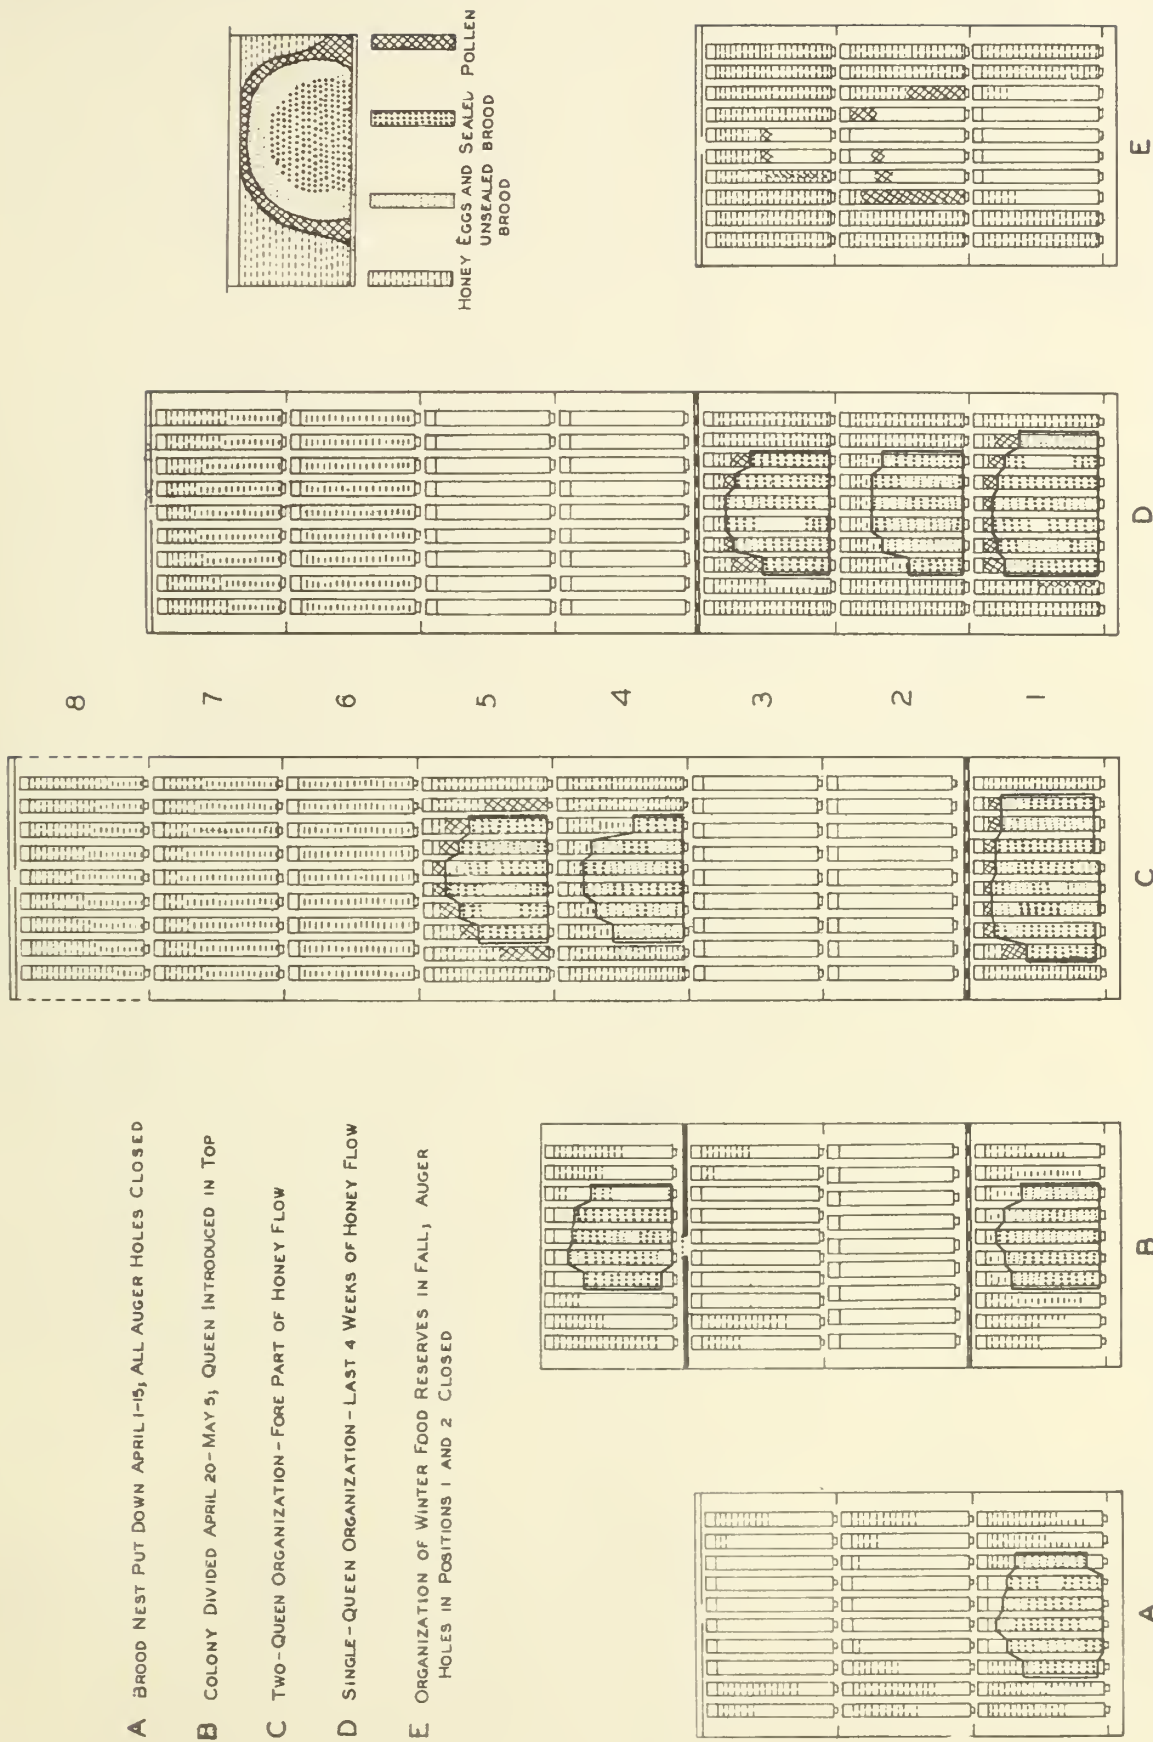 A BROOD NEST PUT DOWN APRIL 1-15; ALL AUGER HOLES CLOSED
B COLONY DIVIDED APRIL 20-MAY 5; QUEEN INTRODUCED IN TOP
C TWO-QUEEN ORGANIZATION-FORE PART OF HONEY FLOW
D SINGLE-QUEEN ORGANIZATION-LAST 4 WEEKS OF HONEY FLOW
E ORGANIZATION OF WINTER FOOD RESERVES IN FALL; AUGER
HOLES IN POSITIONS 1 AND 2 CLOSED
HONEY EGGS AND SEALED POLLEN
UNSEALED BROOD
BROOD
8
7
6
5
4
3
2
1
A
B
C
D
E